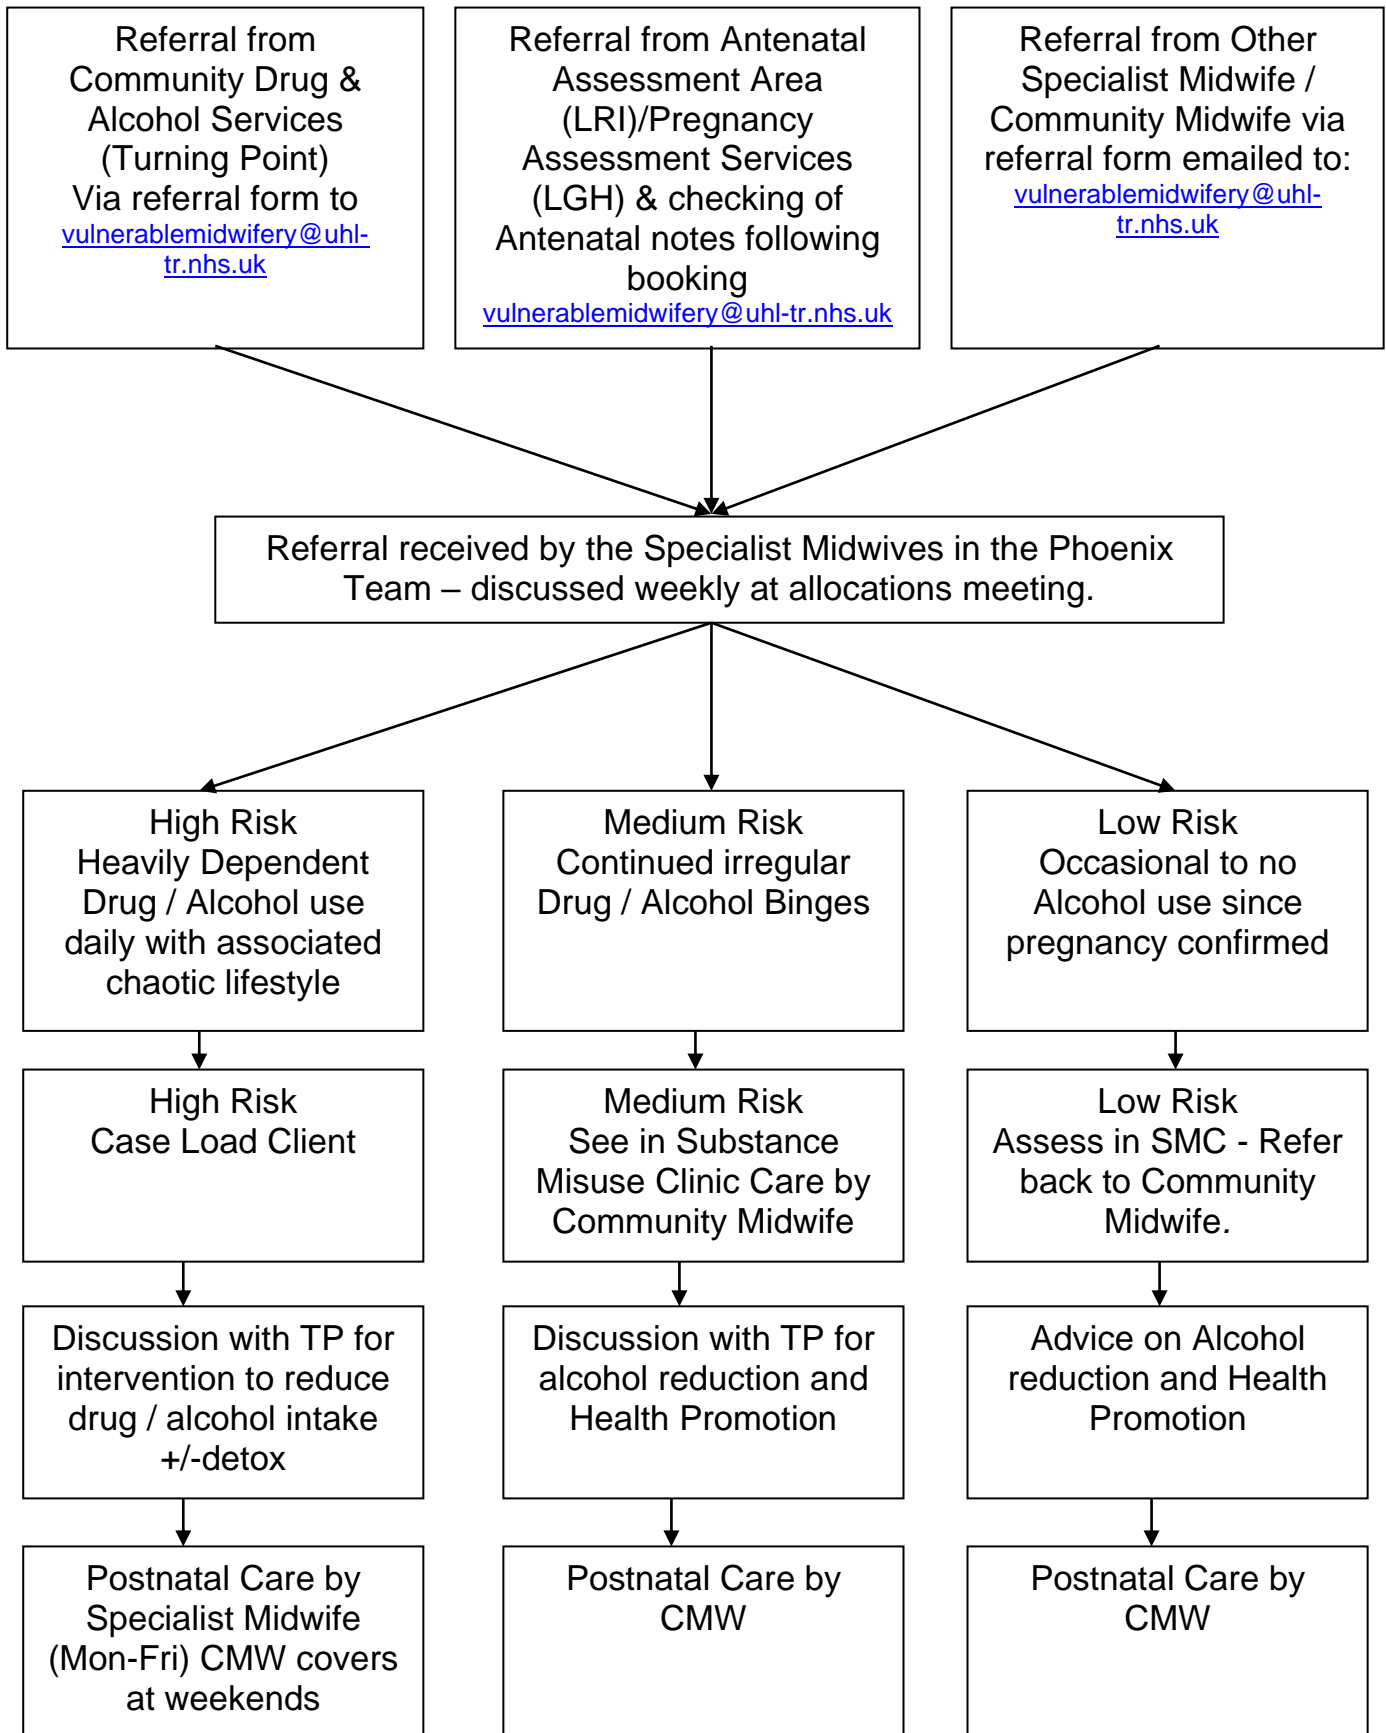 Referral from
Community Drug &
Alcohol Services
(Turning Point)
Via referral form to
vulnerablemidwifery@uhl-
tr.nhs.uk
Referral from Antenatal
Assessment Area
(LRI)/Pregnancy
Assessment Services
(LGH) & checking of
Antenatal notes following
booking
vulnerablemidwifery@uhl-tr.nhs.uk
Referral from Other
Specialist Midwife /
Community Midwife via
referral form emailed to:
vulnerablemidwifery@uhl-
tr.nhs.uk
Referral received by the Specialist Midwives in the Phoenix
Team – discussed weekly at allocations meeting.
High Risk
Heavily Dependent
Drug / Alcohol use
daily with associated
chaotic lifestyle
Medium Risk
Continued irregular
Drug / Alcohol Binges
Low Risk
Occasional to no
Alcohol use since
pregnancy confirmed
High Risk
Case Load Client
Medium Risk
See in Substance
Misuse Clinic Care by
Community Midwife
Low Risk
Assess in SMC - Refer
back to Community
Midwife.
Discussion with TP for
intervention to reduce
drug / alcohol intake
+/-detox
Discussion with TP for
alcohol reduction and
Health Promotion
Advice on Alcohol
reduction and Health
Promotion
Postnatal Care by
Specialist Midwife
(Mon-Fri) CMW covers
at weekends
Postnatal Care by
CMW
Postnatal Care by
CMW